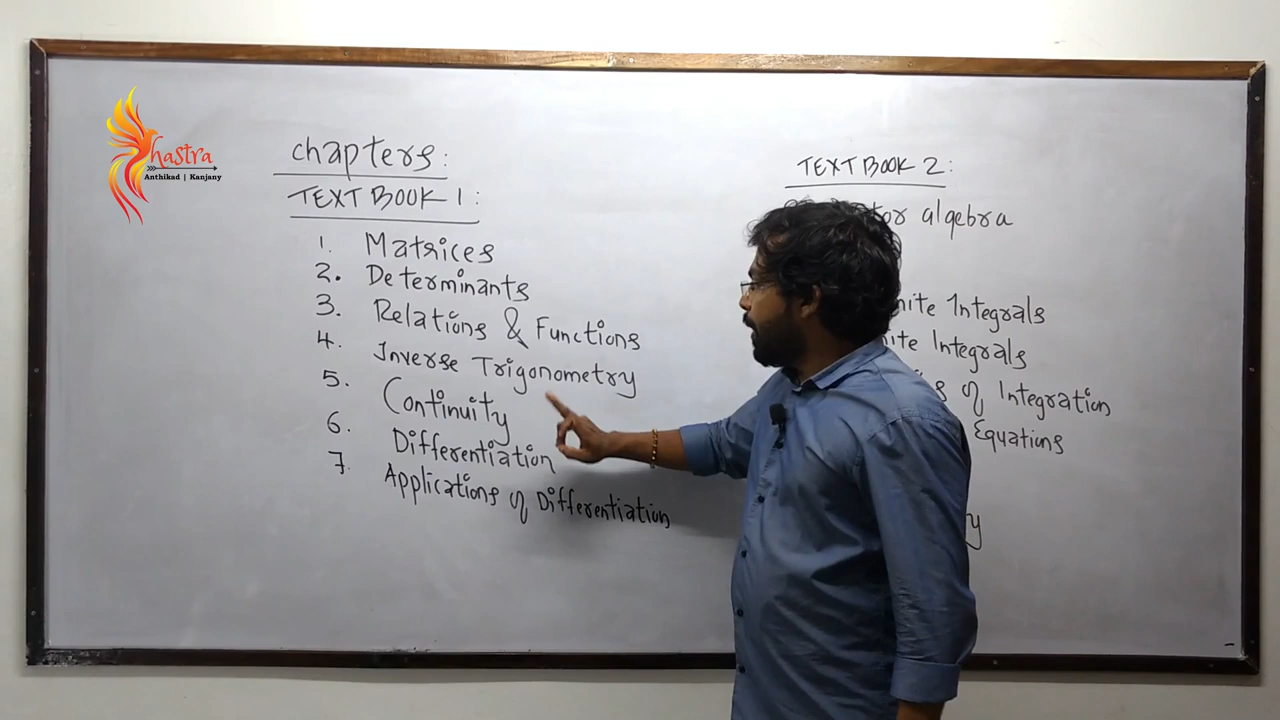 hastra
Anthikad | Kanjany
chapters:
TEXT BOOK 1:
1. Matrices
2. Determinants
3. Relations & Functions
4. Inverse Trigonometry
5. Continuity
6. Differentiation
7. Applications of Differentiation
TEXT BOOK 2:
algebra
Integrals
Integrals
of Integration
Equations